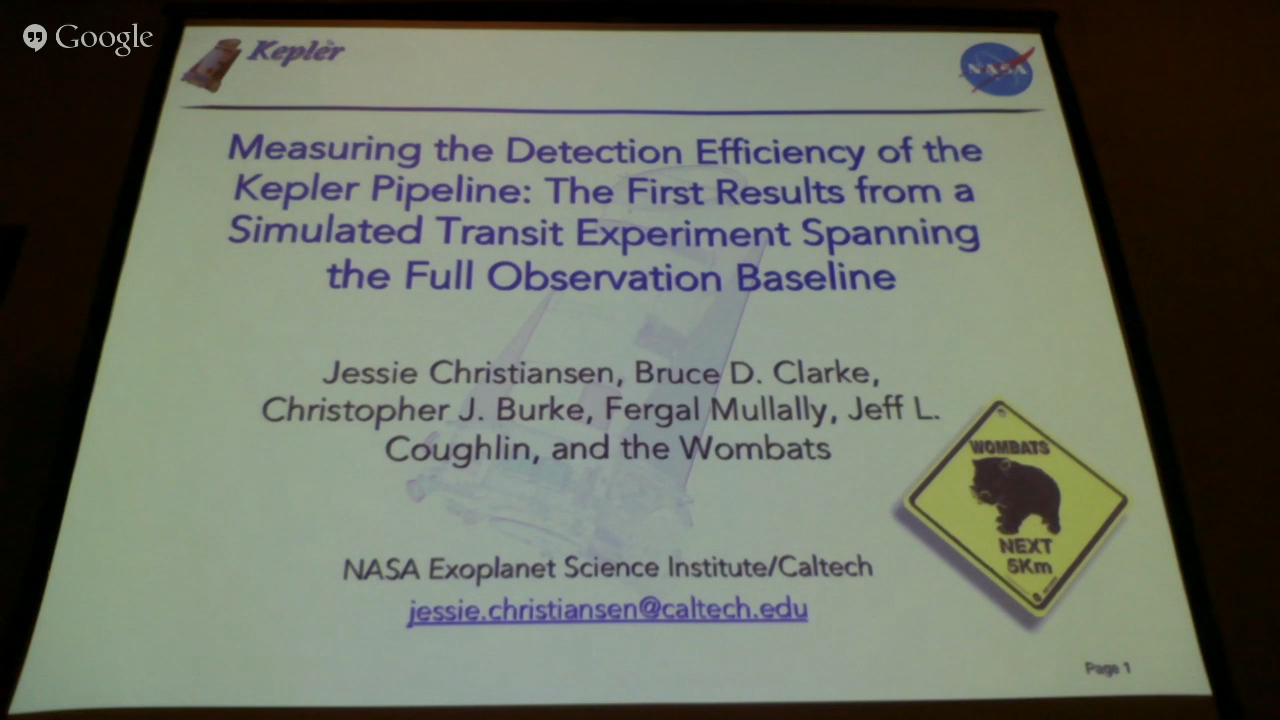 Google
Kepler
NASA
Measuring the Detection Efficiency of the
Kepler Pipeline: The First Results from a
Simulated Transit Experiment Spanning
the Full Observation Baseline
Jessie Christiansen, Bruce D. Clarke,
Christopher J. Burke, Fergal Mullally, Jeff L.
Coughlin, and the Wombats
WOMBATS
NEXT
5Km
NASA Exoplanet Science Institute/Caltech
jessie.christiansen@caltech.edu
Page 1